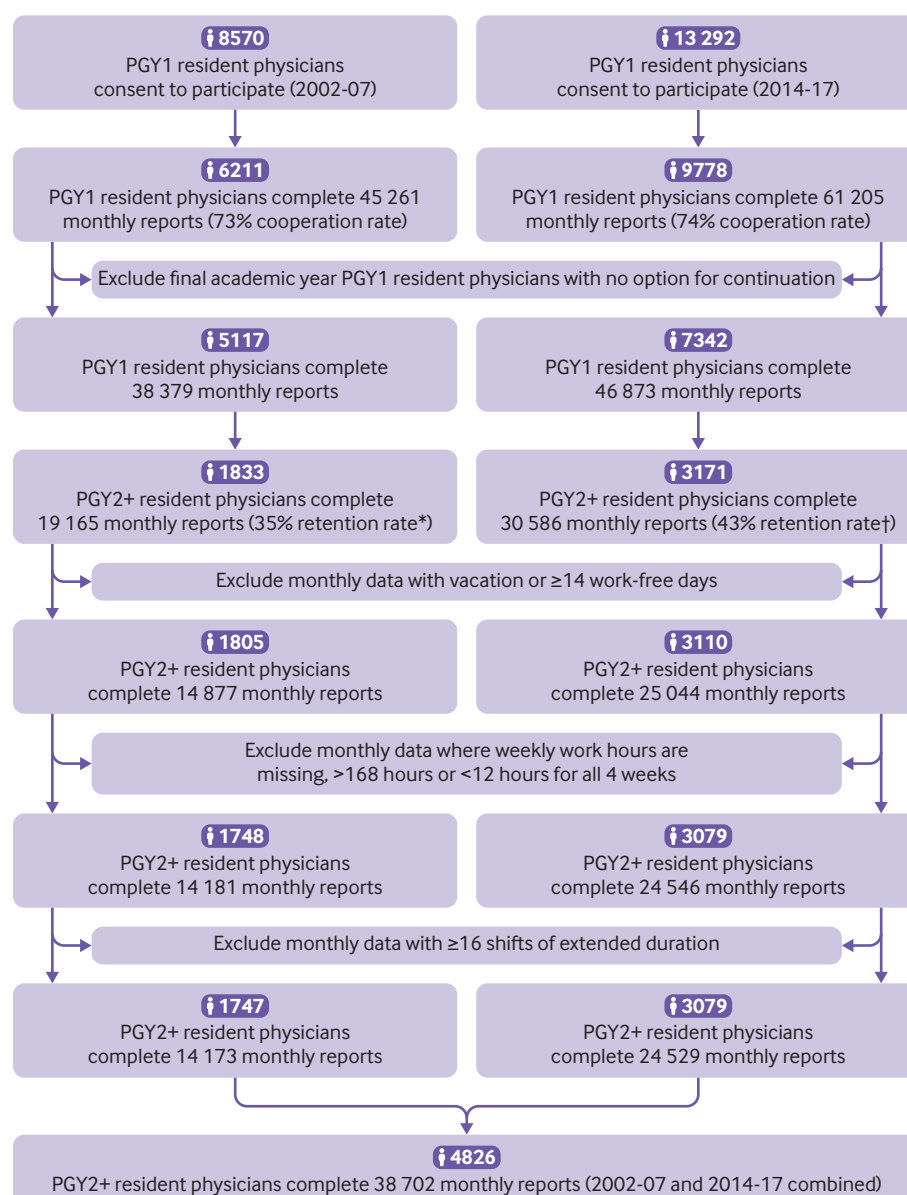 8570
PGY1 resident physicians
consent to participate (2002-07)
13 292
PGY1 resident physicians
consent to participate (2014-17)
6211
PGY1 resident physicians complete 45 261
monthly reports (73% cooperation rate)
9778
PGY1 resident physicians complete 61 205
monthly reports (74% cooperation rate)
Exclude final academic year PGY1 resident physicians with no option for continuation
5117
PGY1 resident physicians complete
38 379 monthly reports
7342
PGY1 resident physicians complete
46 873 monthly reports
1833
PGY2+ resident physicians complete
19 165 monthly reports (35% retention rate*)
3171
PGY2+ resident physicians complete
30 586 monthly reports (43% retention rate†)
Exclude monthly data with vacation or ≥14 work-free days
1805
PGY2+ resident physicians
complete 14 877 monthly reports
3110
PGY2+ resident physicians
complete 25 044 monthly reports
Exclude monthly data where weekly work hours are
missing, >168 hours or <12 hours for all 4 weeks
1748
PGY2+ resident physicians
complete 14 181 monthly reports
3079
PGY2+ resident physicians
complete 24 546 monthly reports
Exclude monthly data with ≥16 shifts of extended duration
1747
PGY2+ resident physicians
complete 14 173 monthly reports
3079
PGY2+ resident physicians
complete 24 529 monthly reports
4826
PGY2+ resident physicians complete 38 702 monthly reports (2002-07 and 2014-17 combined)